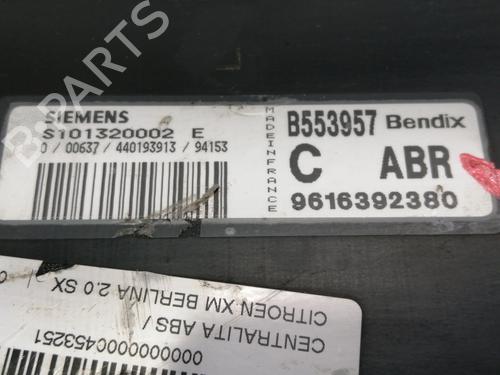 SIEMENS
S101320002 E
0 / 00637 / 440193913 / 94153
MADE IN FRANCE
B553957 Bendix
C ABR
9616392380
CENTRALITA ABS /
CITROEN XM BERLINA 2.0 SX
B-PARTS